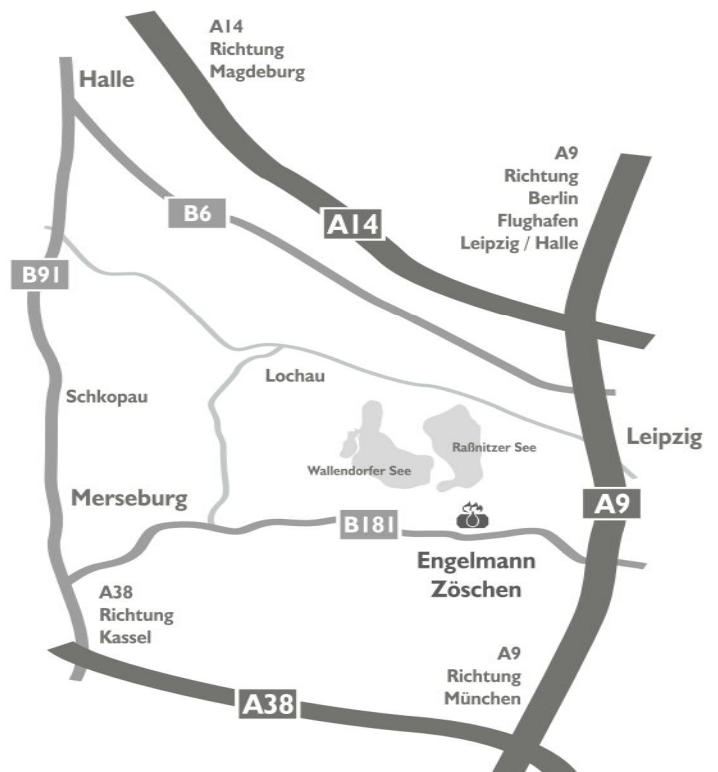 A14
Richtung
Magdeburg
Halle
A9
Richtung
Berlin
Flughafen
Leipzig / Halle
B6
A14
B91
Lochau
Schkopau
Leipzig
Raßnitzer See
Wallendorfer See
Merseburg
A9
B181
Engelmann
Zöschen
A38
Richtung
Kassel
A9
Richtung
München
A38